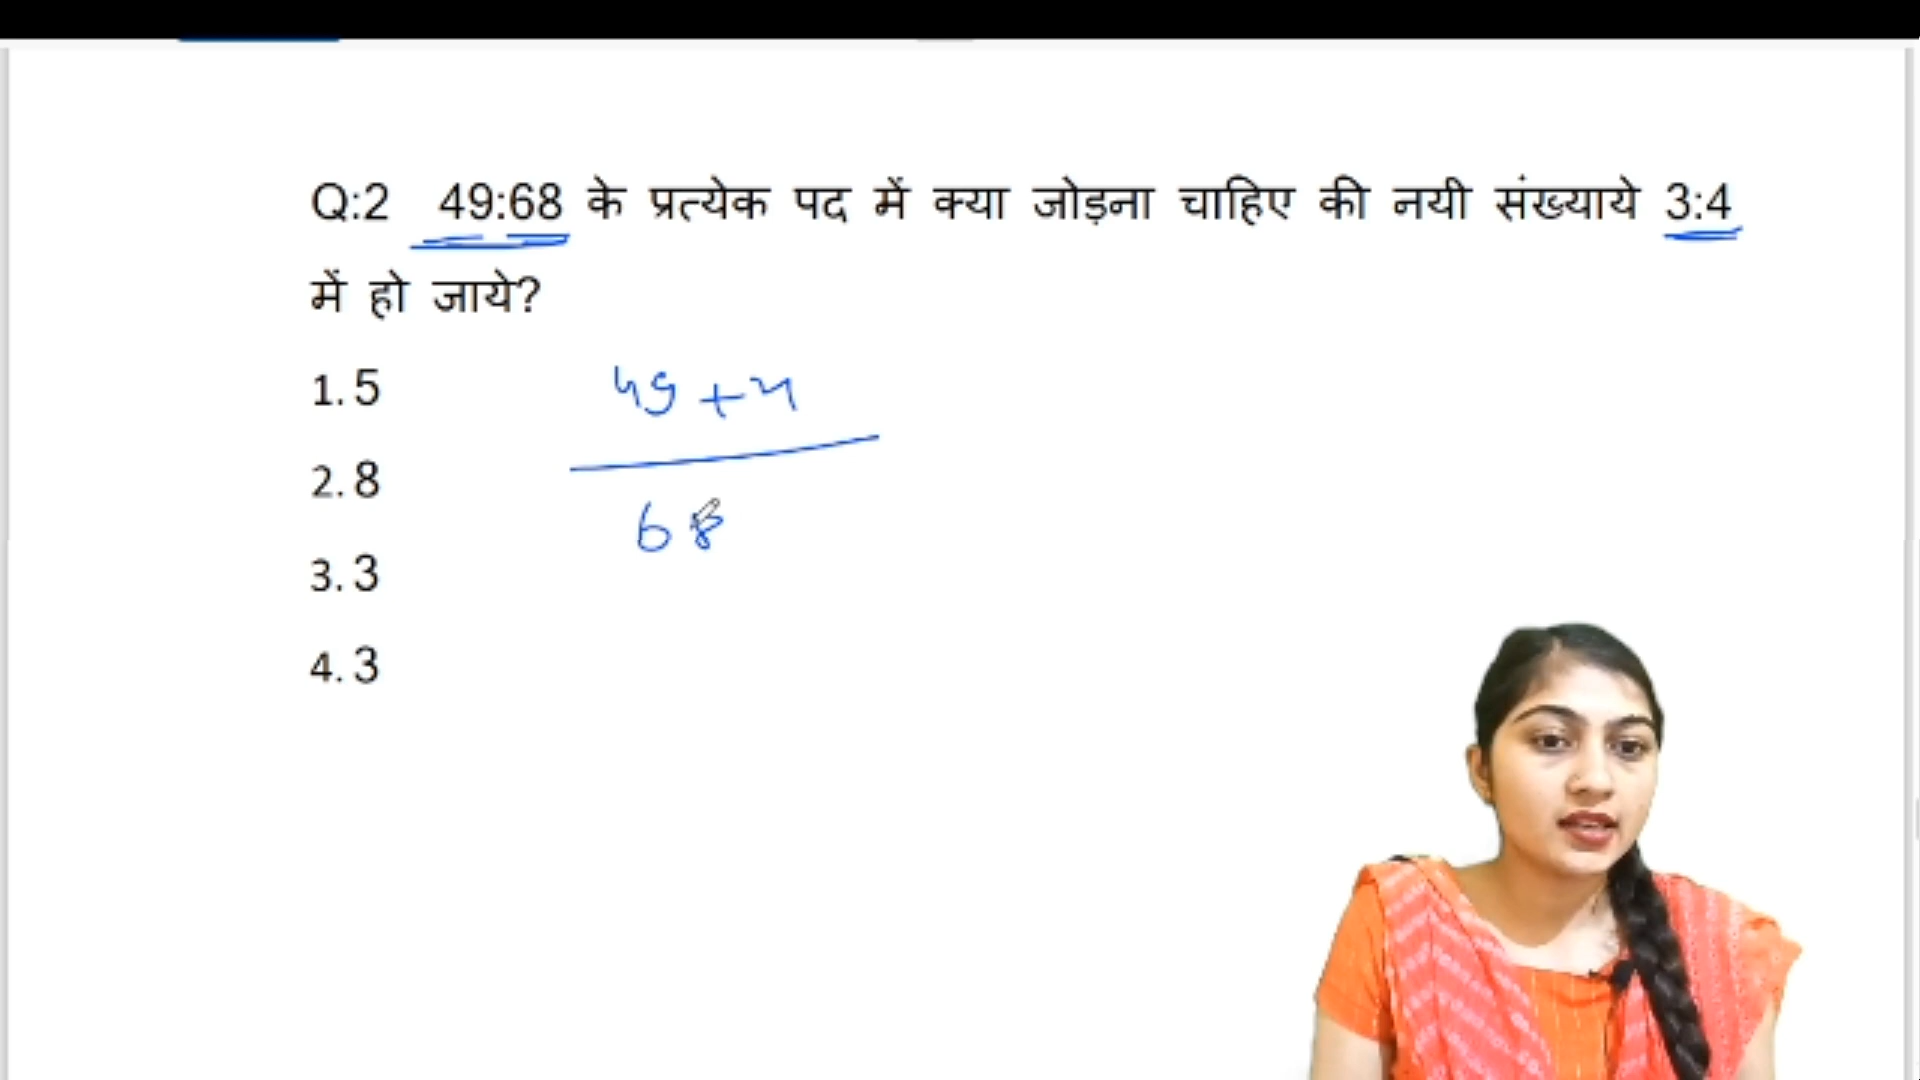 Q:2 49:68 के प्रत्येक पद में क्या जोड़ना चाहिए की नयी संख्याये 3:4
में हो जाये?
1. 5
2. 8
3. 3
4. 3
49 + x
68